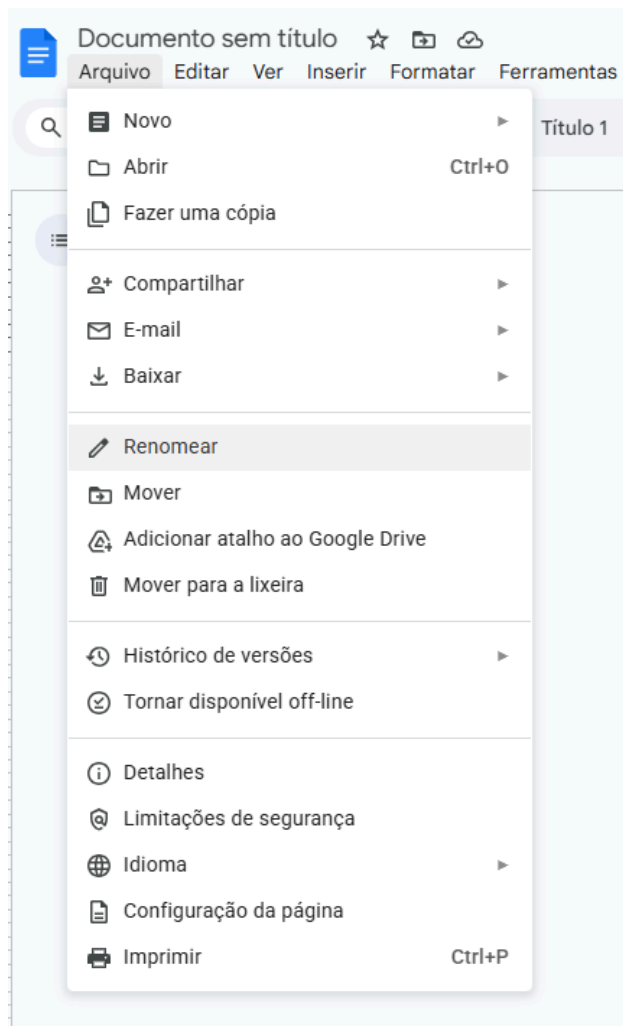 Documento sem título
Arquivo Editar Ver Inserir Formatar Ferramentas
Título 1
Novo
Abrir Ctrl+O
Fazer uma cópia
Compartilhar
E-mail
Baixar
Renomear
Mover
Adicionar atalho ao Google Drive
Mover para a lixeira
Histórico de versões
Tornar disponível off-line
Detalhes
Limitações de segurança
Idioma
Configuração da página
Imprimir Ctrl+P